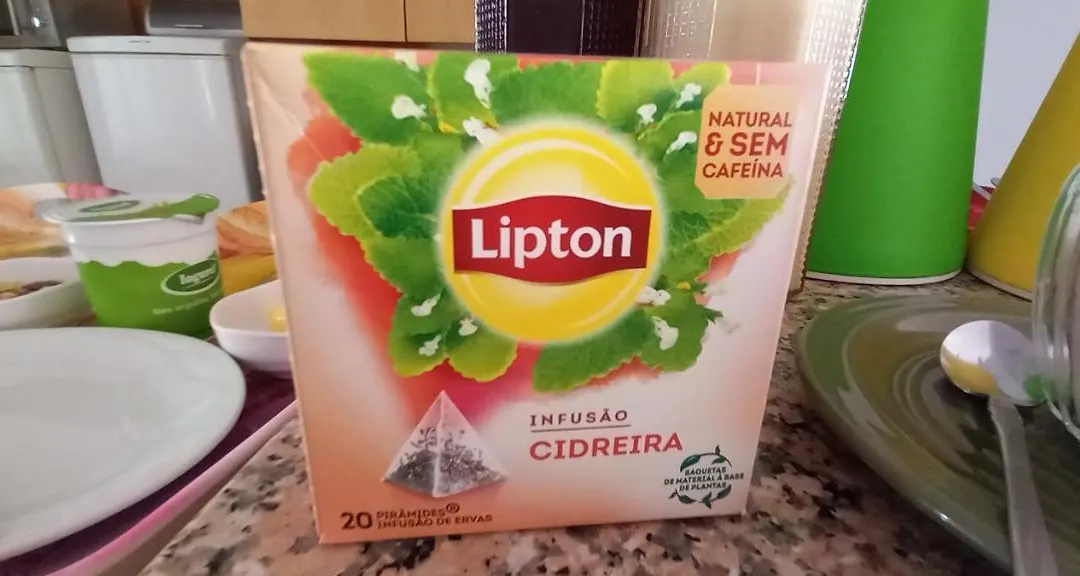 NATURAL
& SEM
CAFEÍNA
Lipton
INFUSÃO
CIDREIRA
SAQUETAS
DE MATERIAL À BASE
DE PLANTAS
20 PIRÂMIDES®
INFUSÃO DE ERVAS